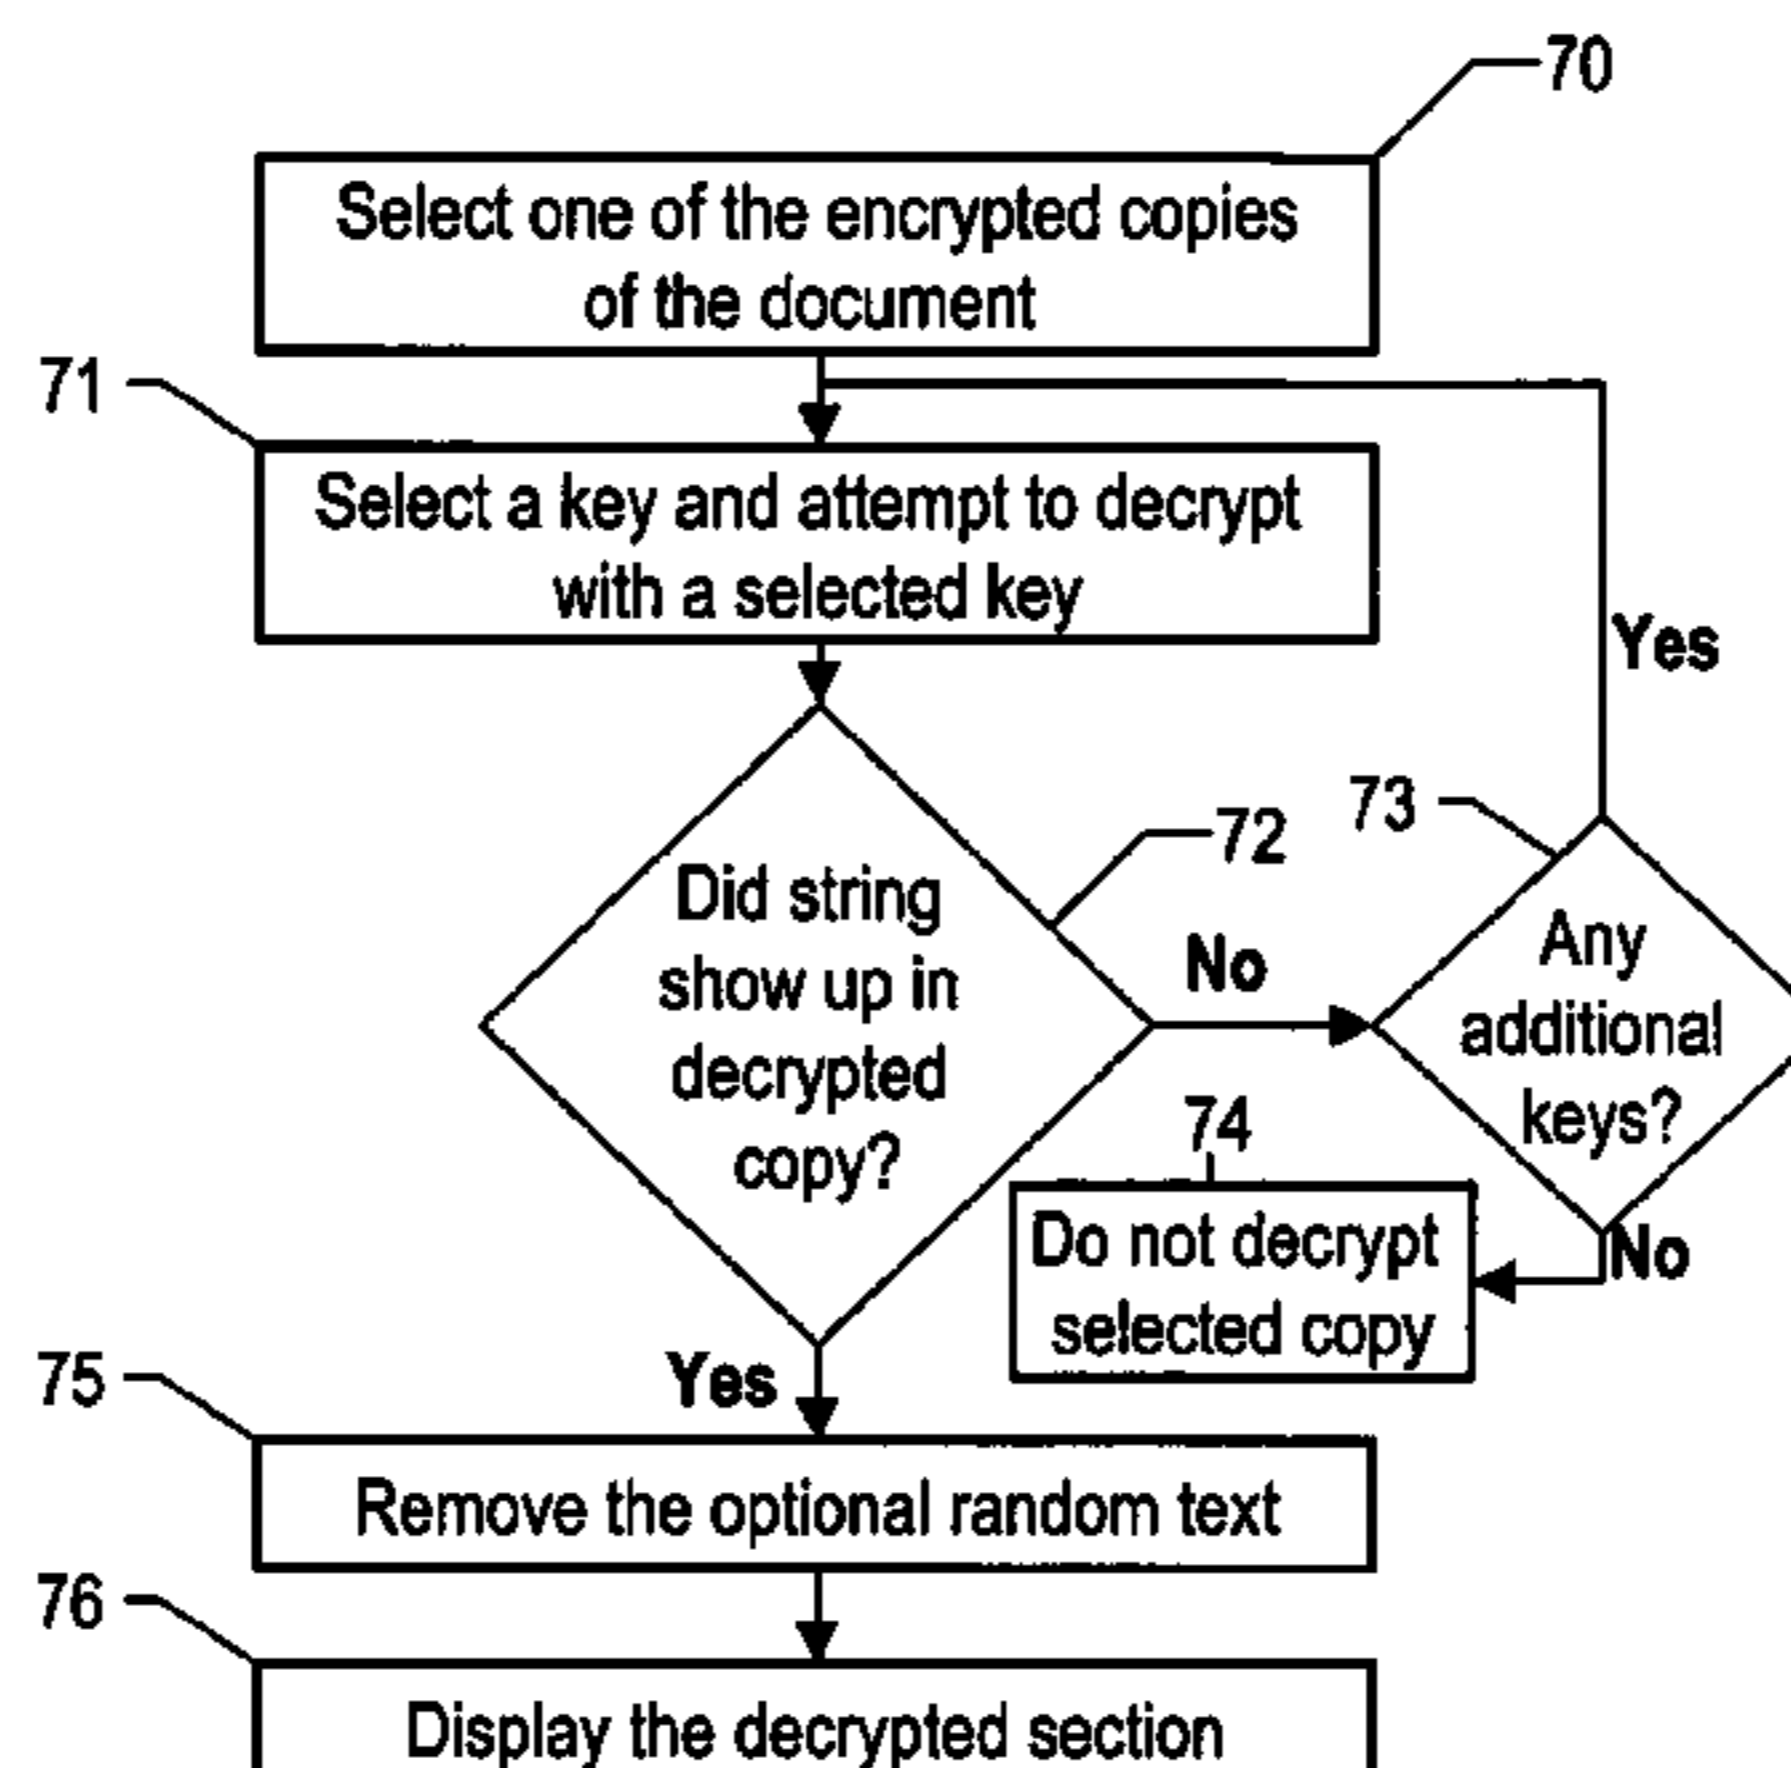 70
Select one of the encrypted copies
of the document
71
Select a key and attempt to decrypt
with a selected key
Yes
72
73
Did string
show up in
decrypted
copy?
No
Any
additional
keys?
74
Do not decrypt
selected copy
No
Yes
75
Remove the optional random text
76
Display the decrypted section